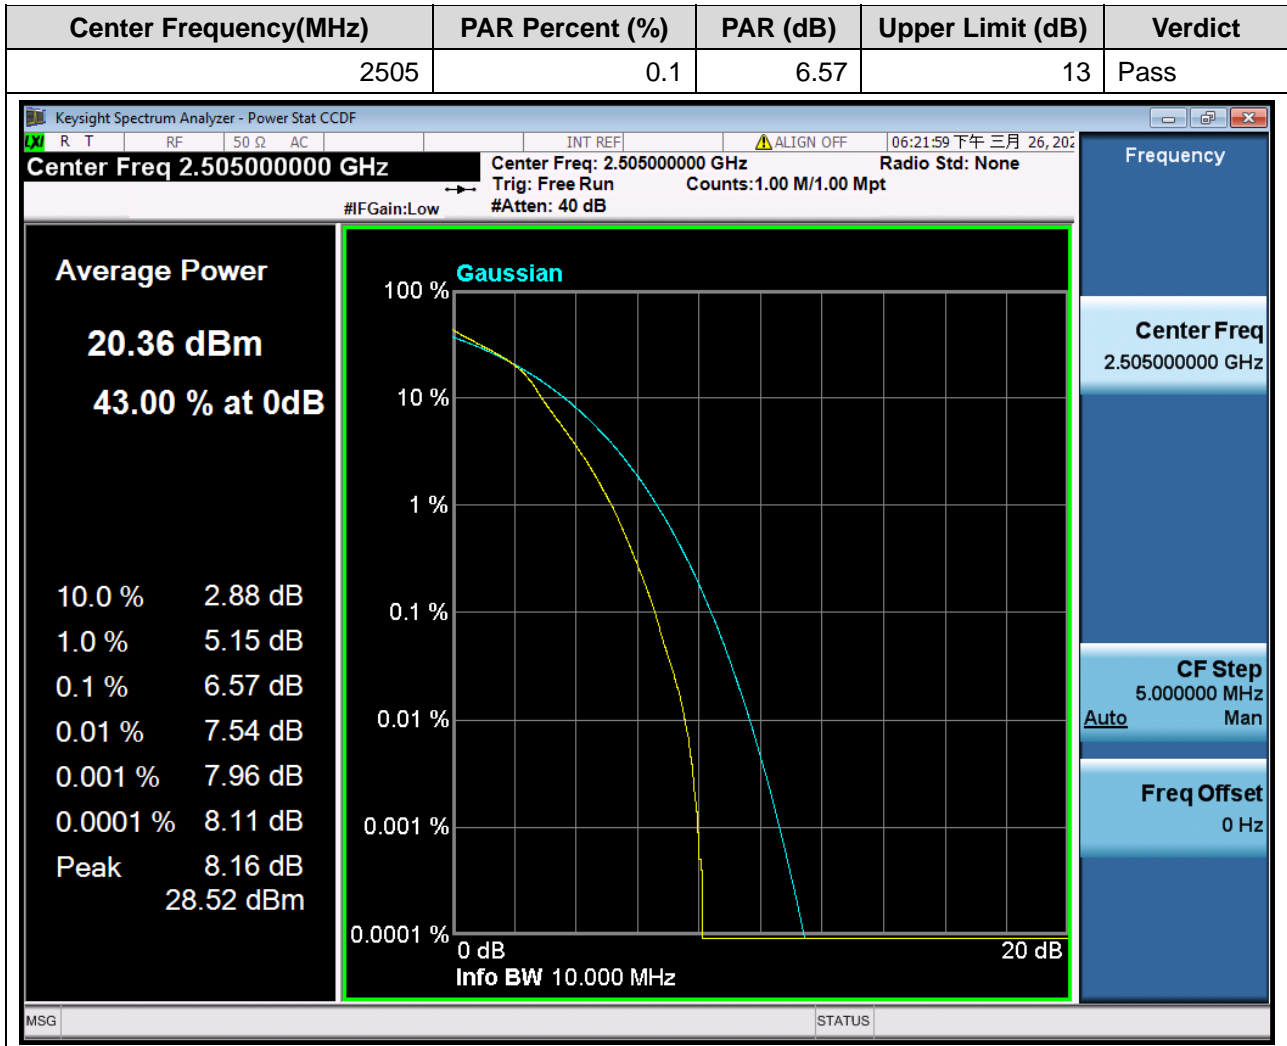 Center Frequency(MHz) PAR Percent (%) PAR (dB) Upper Limit (dB) Verdict
2505 0.1 6.57 13 Pass
Keysight Spectrum Analyzer - Power Stat CCDF
LXI R T RF 50 Ω AC INT REF ALIGN OFF 06:21:59 下午 三月 26, 202
Center Freq 2.505000000 GHz
Center Freq: 2.505000000 GHz Radio Std: None
Trig: Free Run Counts:1.00 M/1.00 Mpt
#IFGain:Low #Atten: 40 dB
Frequency
Average Power
20.36 dBm
43.00 % at 0dB
10.0 % 2.88 dB
1.0 % 5.15 dB
0.1 % 6.57 dB
0.01 % 7.54 dB
0.001 % 7.96 dB
0.0001 % 8.11 dB
Peak 8.16 dB
28.52 dBm
Gaussian
100 %
10 %
1 %
0.1 %
0.01 %
0.001 %
0.0001 %
0 dB 20 dB
Info BW 10.000 MHz
Center Freq
2.505000000 GHz
CF Step
5.000000 MHz
Auto Man
Freq Offset
0 Hz
MSG STATUS